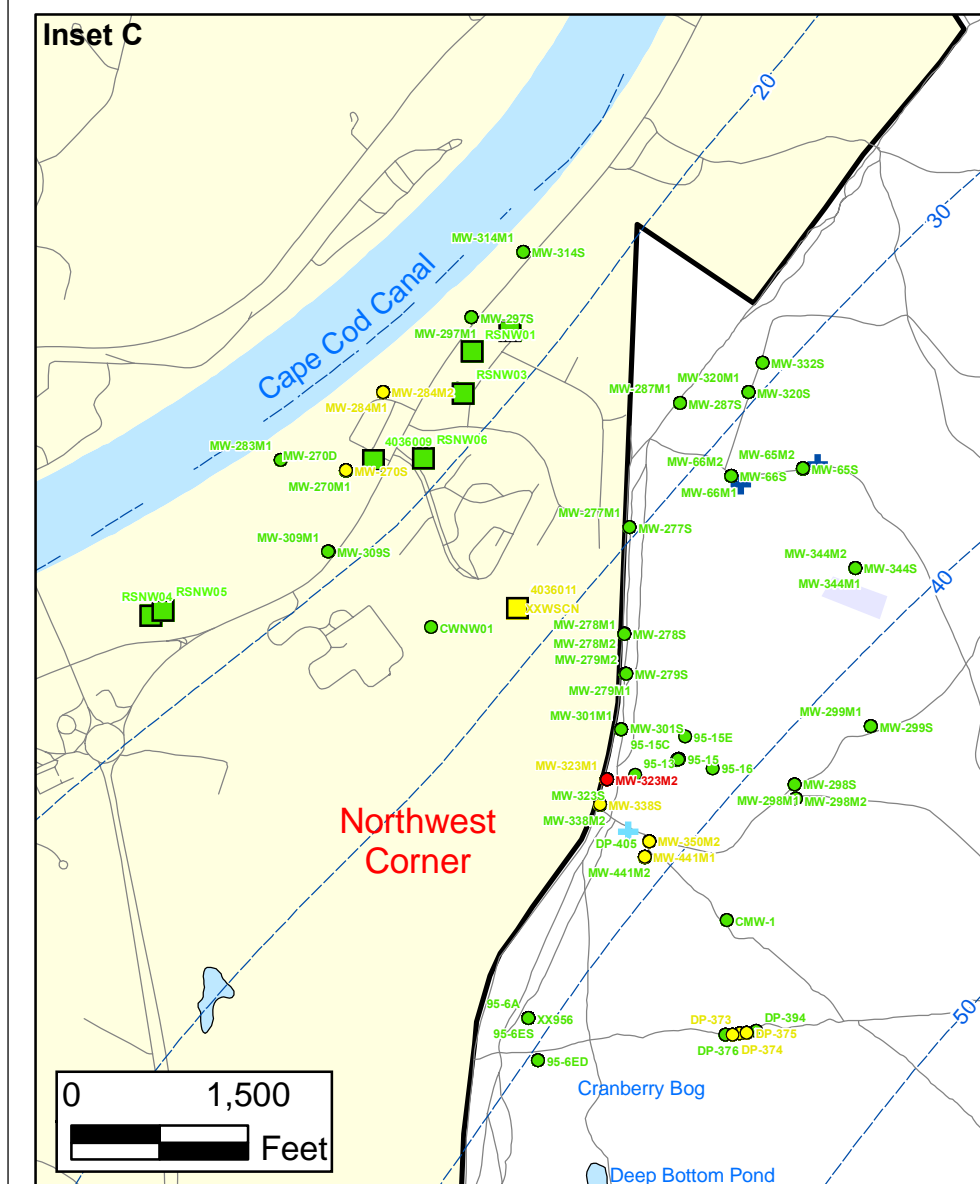 Inset C
20
30
Cape Cod Canal
MW-314M1
MW-314S
MW-297S
MW-297M1
RSNW01
RSNW03
MW-284M2
MW-284M1
MW-332S
MW-320M1
MW-320S
MW-287M1
MW-287S
MW-283M1
MW-270D
4036009
RSNW06
MW-270S
MW-270M1
MW-66M2
MW-65M2
MW-65S
MW-66S
MW-66M1
MW-277M1
MW-277S
MW-309M1
MW-309S
MW-344M2
MW-344S
MW-344M1
40
RSNW04
RSNW05
4036011
XXWSCN
CWNW01
MW-278M1
MW-278S
MW-278M2
MW-279M2
MW-279S
MW-279M1
MW-301M1
MW-301S
MW-299M1
MW-299S
95-15E
95-15C
95-15
95-13
95-16
MW-323M1
MW-323M2
MW-323S
MW-298S
MW-298M1
MW-298M2
MW-338S
MW-338M2
Northwest
Corner
DP-405
MW-350M2
MW-441M1
MW-441M2
CMW-1
95-6A
XX956
95-6ES
95-6ED
DP-373
DP-394
DP-375
DP-376
DP-374
50
Cranberry Bog
Deep Bottom Pond
0
1,500
Feet